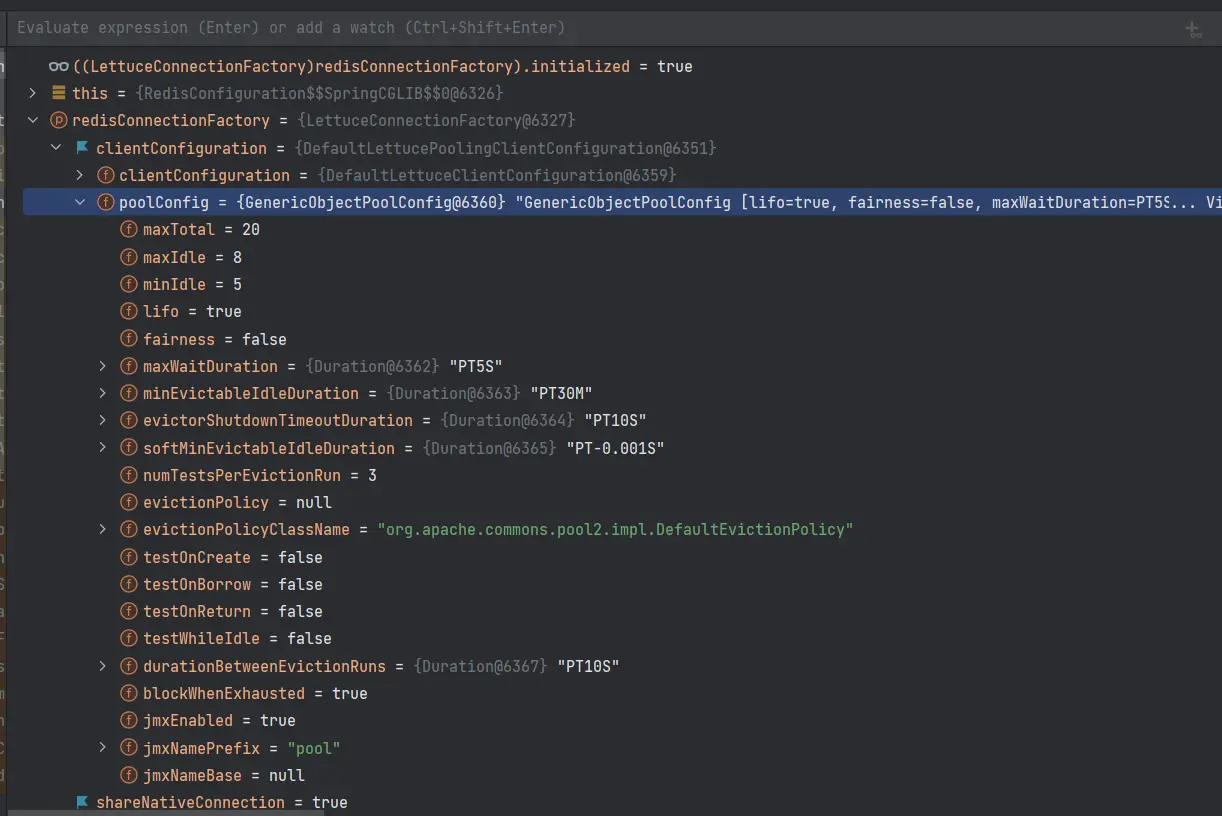 Evaluate expression (Enter) or add a watch (Ctrl+Shift+Enter)
((LettuceConnectionFactory)redisConnectionFactory).initialized = true
this = {RedisConfiguration$$SpringCGLIB$$0@6326}
redisConnectionFactory = {LettuceConnectionFactory@6327}
clientConfiguration = {DefaultLettucePoolingClientConfiguration@6351}
clientConfiguration = {DefaultLettuceClientConfiguration@6359}
poolConfig = {GenericObjectPoolConfig@6360} "GenericObjectPoolConfig [lifo=true, fairness=false, maxWaitDuration=PT5S... Vi
maxTotal = 20
maxIdle = 8
minIdle = 5
lifo = true
fairness = false
maxWaitDuration = {Duration@6362} "PT5S"
minEvictableIdleDuration = {Duration@6363} "PT30M"
evictorShutdownTimeoutDuration = {Duration@6364} "PT10S"
softMinEvictableIdleDuration = {Duration@6365} "PT-0.001S"
numTestsPerEvictionRun = 3
evictionPolicy = null
evictionPolicyClassName = "org.apache.commons.pool2.impl.DefaultEvictionPolicy"
testOnCreate = false
testOnBorrow = false
testOnReturn = false
testWhileIdle = false
durationBetweenEvictionRuns = {Duration@6367} "PT10S"
blockWhenExhausted = true
jmxEnabled = true
jmxNamePrefix = "pool"
jmxNameBase = null
shareNativeConnection = true